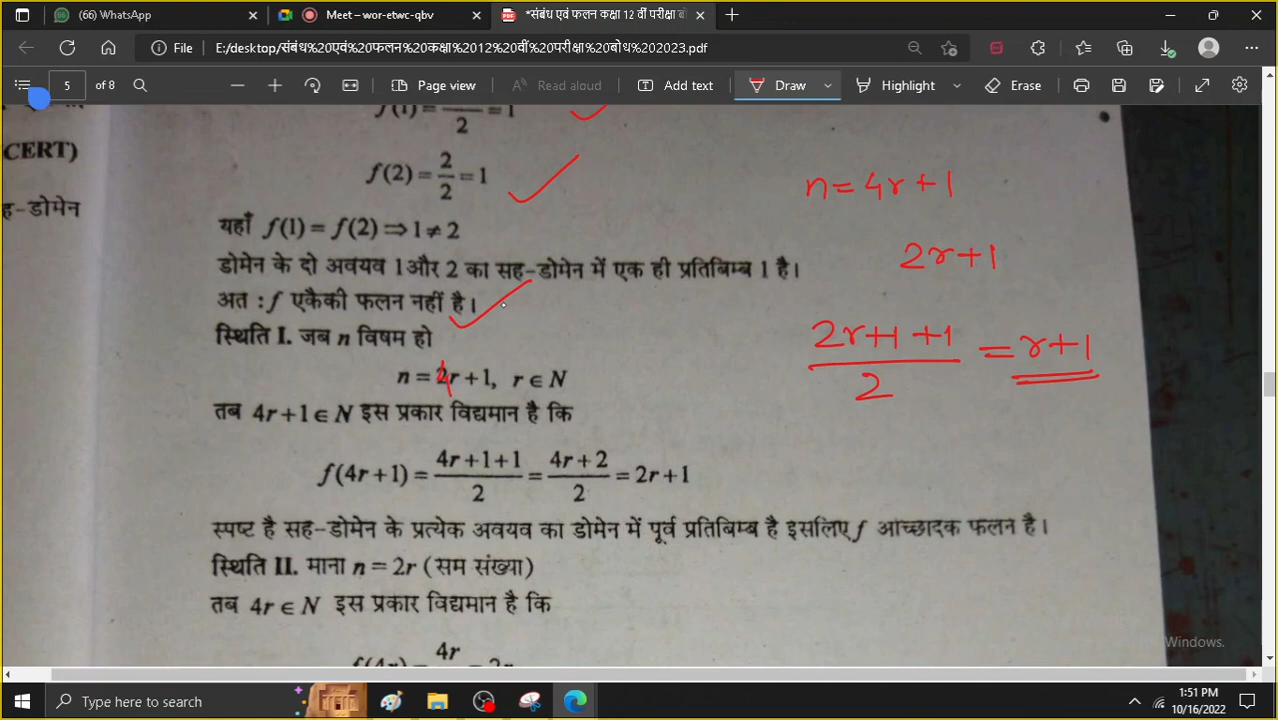 (66) WhatsApp
Meet – wor-etwc-qbv
*संबंध एवं फलन कक्षा 12 वीं परीक्षा बो
File
E:/desktop/संबंध%20एवं%20फलन%20कक्षा%2012%20वीं%20परीक्षा%20बोध%202023.pdf
5 of 8
Page view
Read aloud
Add text
Draw
Highlight
Erase
f(1) = 2 = 1
CERT)
f(2) = 2/2 = 1
n = 4r + 1
ह-डोमेन
यहाँ f(1) = f(2) ⇒ 1 ≠ 2
2r + 1
डोमेन के दो अवयव 1 और 2 का सह-डोमेन में एक ही प्रतिबिम्ब 1 है।
अत : f एकैकी फलन नहीं है।
स्थिति I. जब n विषम हो
2r+1+1/2 = r+1
n = 2r + 1, r ∈ N
तब 4r + 1 ∈ N इस प्रकार विद्यमान है कि
f(4r + 1) = 4r + 1 + 1/2 = 4r + 2/2 = 2r + 1
स्पष्ट है सह-डोमेन के प्रत्येक अवयव का डोमेन में पूर्व प्रतिबिम्ब है इसलिए f आच्छादक फलन है।
स्थिति II. माना n = 2r (सम संख्या)
तब 4r ∈ N इस प्रकार विद्यमान है कि
Windows.
f(4r) = 4r = 2r
Type here to search
1:51 PM
10/16/2022